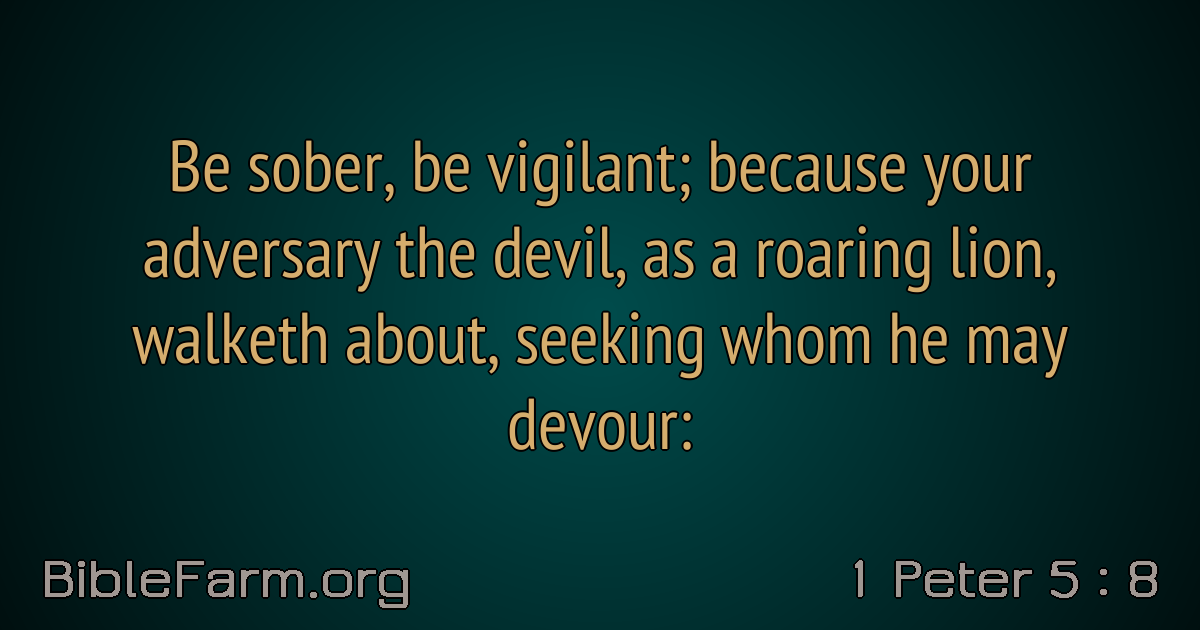 Be sober, be vigilant; because your
adversary the devil, as a roaring lion,
walketh about, seeking whom he may
devour:
BibleFarm.org
1 Peter 5 : 8